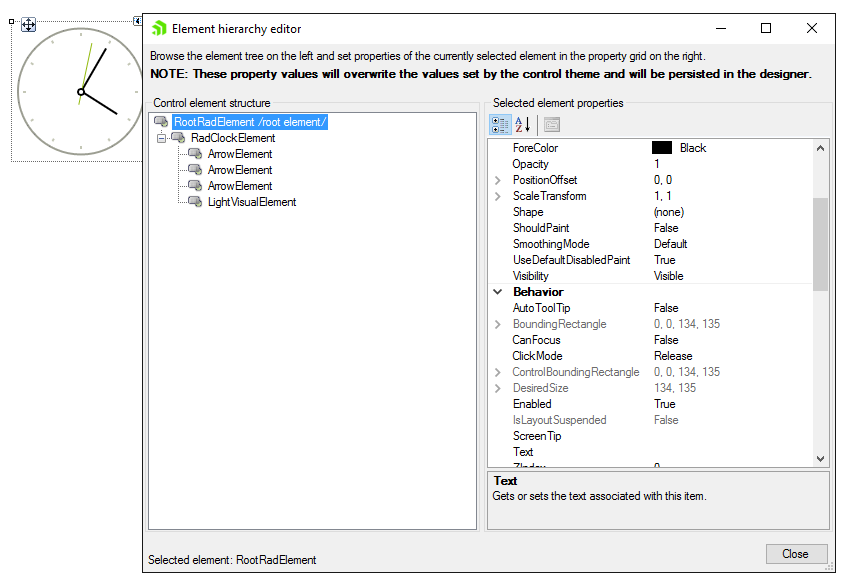 Element hierarchy editor
Browse the element tree on the left and set properties of the currently selected element in the property grid on the right.
NOTE: These property values will overwrite the values set by the control theme and will be persisted in the designer.
Control element structure
RootRadElement /root element/
RadClockElement
ArrowElement
ArrowElement
ArrowElement
LightVisualElement
Selected element properties
ForeColor Black
Opacity 1
PositionOffset 0, 0
ScaleTransform 1, 1
Shape (none)
ShouldPaint False
SmoothingMode Default
UseDefaultDisabledPaint True
Visibility Visible
Behavior
AutoToolTip False
BoundingRectangle 0, 0, 134, 135
CanFocus False
ClickMode Release
ControlBoundingRectangle 0, 0, 134, 135
DesiredSize 134, 135
Enabled True
IsLayoutSuspended False
ScreenTip
Text
ZIndex 0
Text
Gets or sets the text associated with this item.
Selected element: RootRadElement
Close